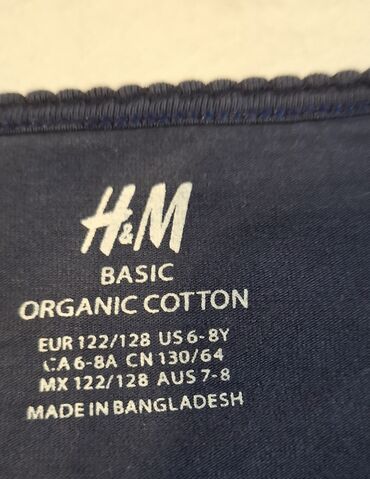 H&M
BASIC
ORGANIC COTTON
EUR 122/128 US 6-8Y
CA 6-8A CN 130/64
MX 122/128 AUS 7-8
MADE IN BANGLADESH